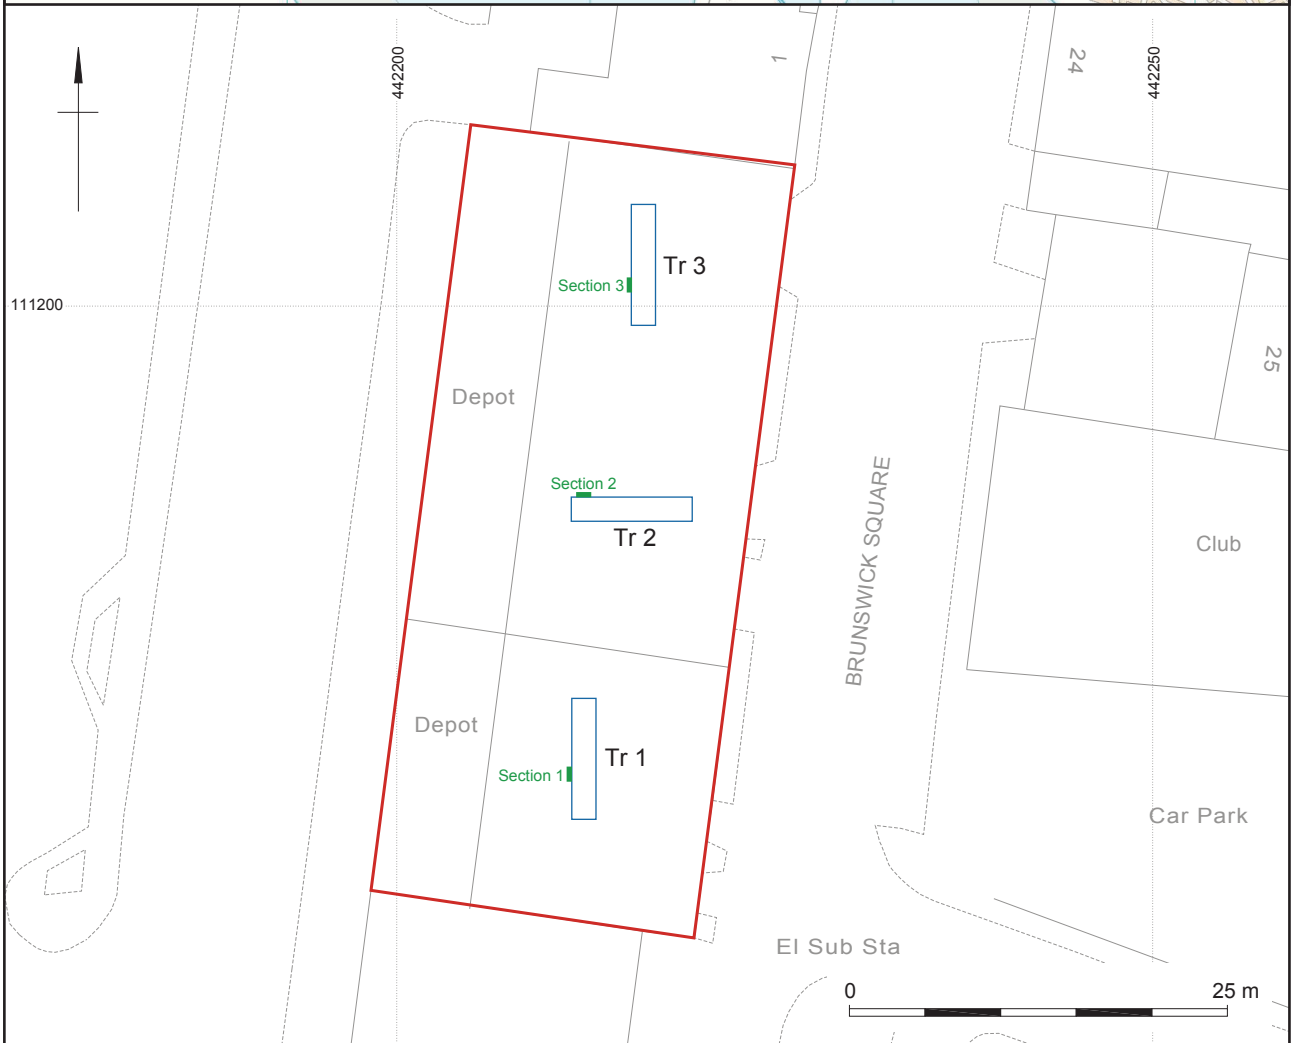 442200
1
24
442250
Tr 3
Section 3
111200
25
Depot
Section 2
Tr 2
BRUNSWICK SQUARE
Club
Depot
Tr 1
Section 1
Car Park
El Sub Sta
0 25 m